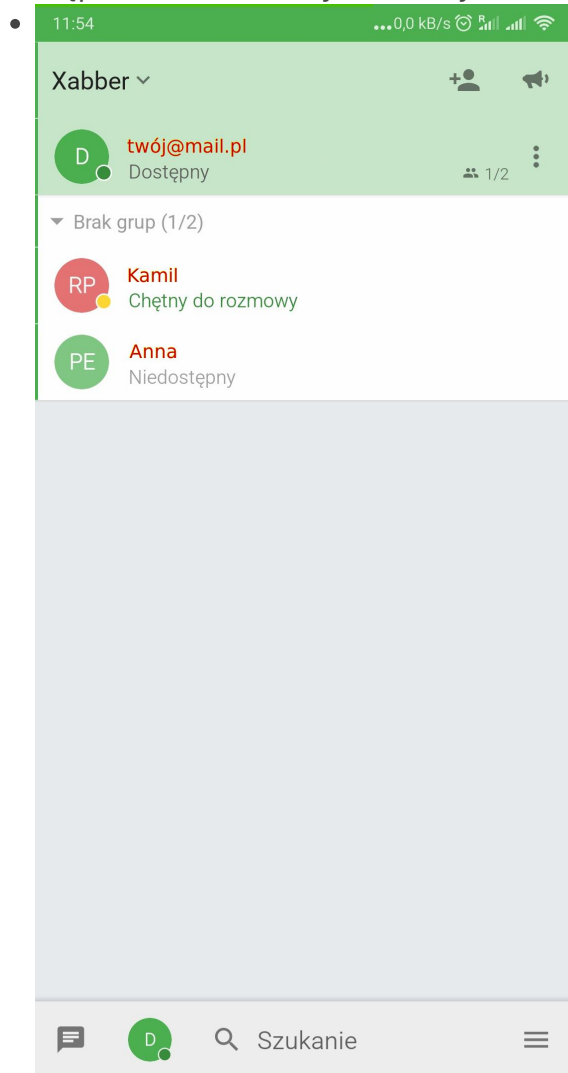 11:54
...0,0 kB/s R
Xabber
D
twój@mail.pl
Dostępny
1/2
Brak grup (1/2)
RP
Kamil
Chętny do rozmowy
PE
Anna
Niedostępny
D
Szukanie